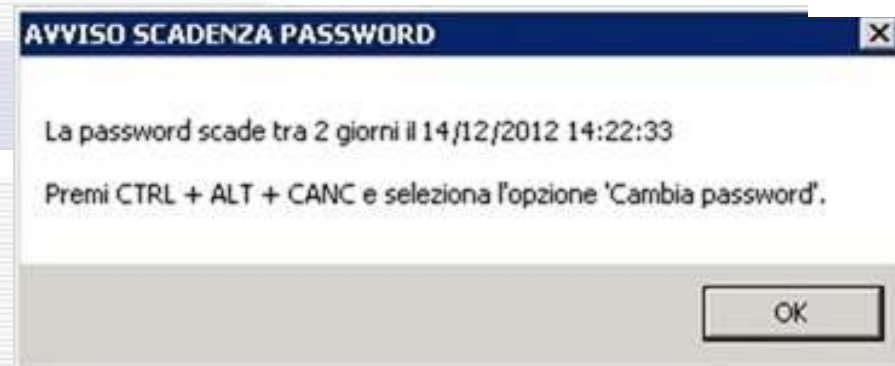 AVVISO SCADENZA PASSWORD
La password scade tra 2 giorni il 14/12/2012 14:22:33
Premi CTRL + ALT + CANC e seleziona l'opzione 'Cambia password'.
OK